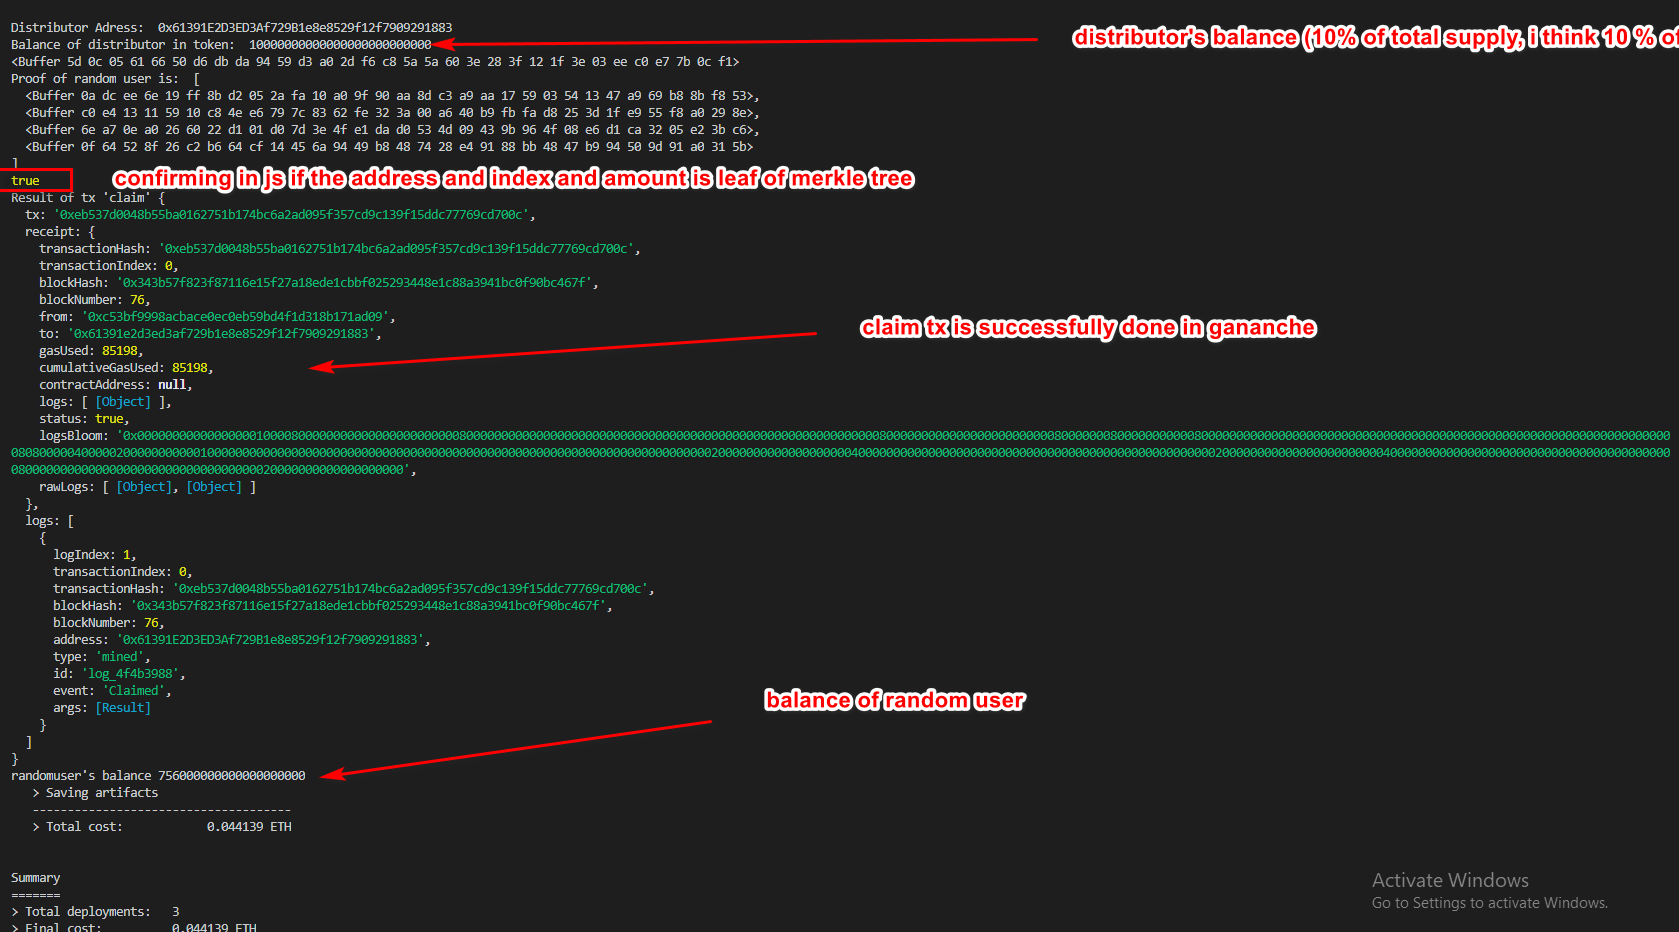 Distributor Adress:  0x61391E2D3ED3Af729B1e8e8529f12f7909291883
Balance of distributor in token:  10000000000000000000000000
distributor's balance (10% of total supply, i think 10 % of
<Buffer 5d 0c 05 61 66 50 d6 db da 94 59 d3 a0 2d f6 c8 5a 5a 60 3e 28 3f 12 1f 3e 03 ee c0 e7 7b 0c f1>
Proof of random user is:  [
<Buffer 0a dc ee 6e 19 ff 8b d2 05 2a fa 10 a0 9f 90 aa 8d c3 a9 aa 17 59 03 54 13 47 a9 69 b8 8b f8 53>,
<Buffer c0 e4 13 11 59 10 c8 4e e6 79 7c 83 62 fe 32 3a 00 a6 40 b9 fb fa d8 25 3d 1f e9 55 f8 a0 29 8e>,
<Buffer 6e a7 0e a0 26 60 22 d1 01 d0 7d 3e 4f e1 da d0 53 4d 09 43 9b 96 4f 08 e6 d1 ca 32 05 e2 3b c6>,
<Buffer 0f 64 52 8f 26 c2 b6 64 cf 14 45 6a 94 49 b8 48 74 28 e4 91 88 bb 48 47 b9 94 50 9d 91 a0 31 5b>
]
true
confirming in js if the address and index and amount is leaf of merkle tree
Result of tx 'claim' {
tx: '0xeb537d0048b55ba0162751b174bc6a2ad095f357cd9c139f15ddc77769cd700c',
receipt: {
transactionHash: '0xeb537d0048b55ba0162751b174bc6a2ad095f357cd9c139f15ddc77769cd700c',
transactionIndex: 0,
blockHash: '0x343b57f823f87116e15f27a18ede1cbbf025293448e1c88a3941bc0f90bc467f',
blockNumber: 76,
from: '0xc53bf9998acbace0ec0eb59bd4f1d318b171ad09',
to: '0x61391e2d3ed3af729b1e8e8529f12f7909291883',
claim tx is successfully done in gananche
gasUsed: 85198,
cumulativeGasUsed: 85198,
contractAddress: null,
logs: [ [Object] ],
status: true,
logsBloom:
rawLogs: [ [Object], [Object] ]
},
logs: [
{
logIndex: 1,
transactionIndex: 0,
transactionHash: '0xeb537d0048b55ba0162751b174bc6a2ad095f357cd9c139f15ddc77769cd700c',
blockHash: '0x343b57f823f87116e15f27a18ede1cbbf025293448e1c88a3941bc0f90bc467f',
blockNumber: 76,
address: '0x61391E2D3ED3Af729B1e8e8529f12f7909291883',
type: 'mined',
id: 'log_4f4b3988',
event: 'Claimed',
args: [Result]
balance of random user
}
]
}
randomuser's balance 756000000000000000000
> Saving artifacts
-------------------------------------
> Total cost:            0.044139 ETH
Summary
=======
> Total deployments:   3
> Final cost:          0.044139 ETH
Activate Windows
Go to Settings to activate Windows.